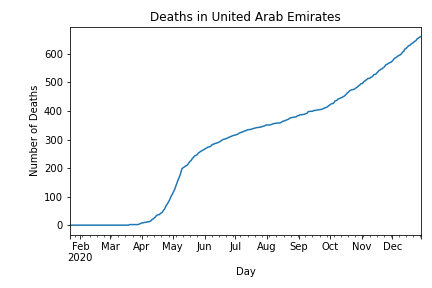 Deaths in United Arab Emirates
600
500
400
300
200
100
0
Number of Deaths
Feb Mar Apr May Jun Jul Aug Sep Oct Nov Dec
2020
Day